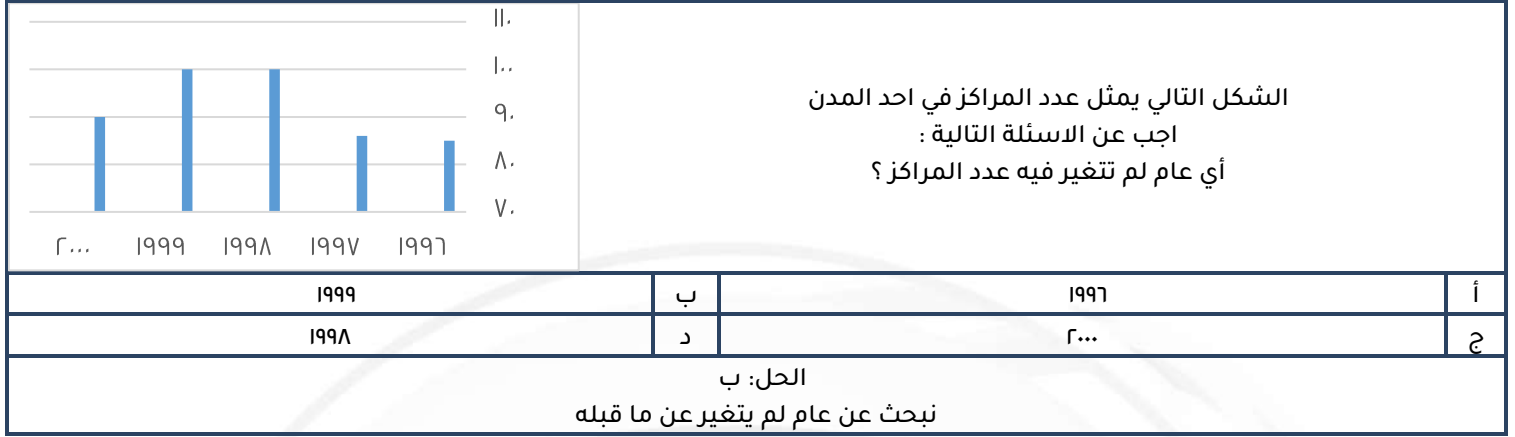 الشكل التالي يمثل عدد المراكز في احد المدن
اجب عن الاسئلة التالية :
أي عام لم تتغير فيه عدد المراكز ؟
١١٠
١٠٠
٩٠
٨٠
٧٠
١٩٩٦ ١٩٩٧ ١٩٩٨ ١٩٩٩ ٢٠٠٠
أ ١٩٩٦ ب ١٩٩٩
ج ٢٠٠٠ د ١٩٩٨
الحل: ب
نبحث عن عام لم يتغير عن ما قبله